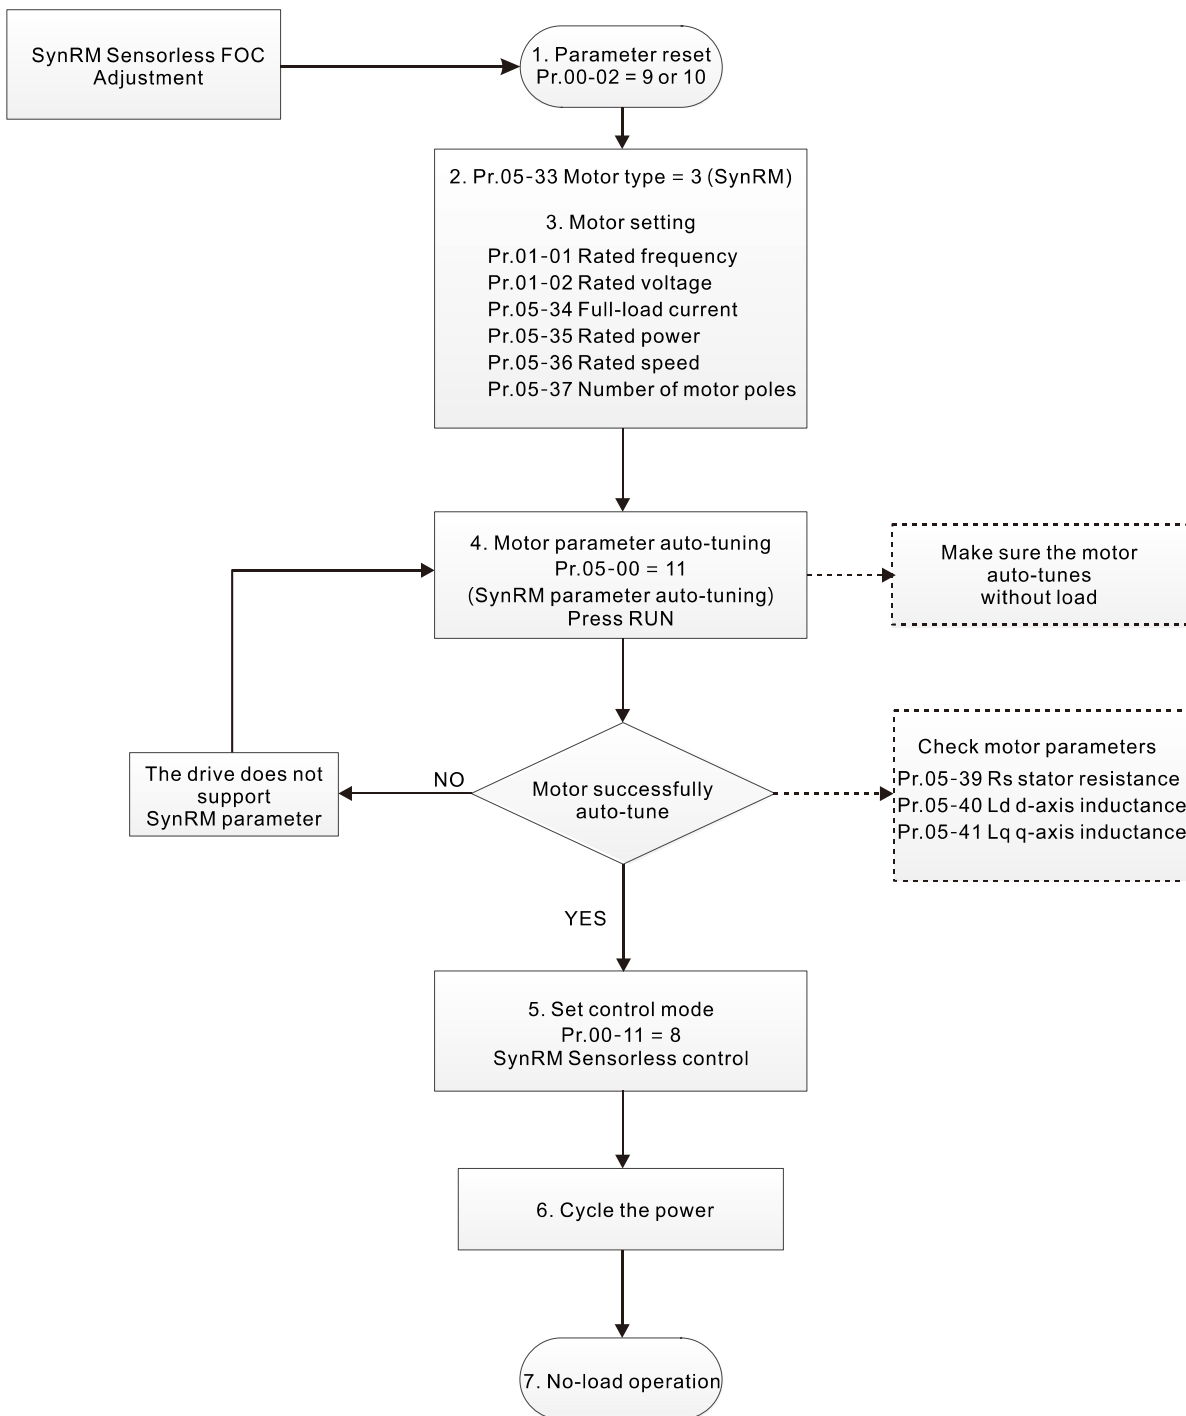 SynRM Sensorless FOC
Adjustment
1. Parameter reset
Pr.00-02 = 9 or 10
2. Pr.05-33 Motor type = 3 (SynRM)
3. Motor setting
Pr.01-01 Rated frequency
Pr.01-02 Rated voltage
Pr.05-34 Full-load current
Pr.05-35 Rated power
Pr.05-36 Rated speed
Pr.05-37 Number of motor poles
4. Motor parameter auto-tuning
Pr.05-00 = 11
(SynRM parameter auto-tuning)
Press RUN
Make sure the motor
auto-tunes
without load
The drive does not
support
SynRM parameter
NO
Motor successfully
auto-tune
Check motor parameters
Pr.05-39 Rs stator resistance
Pr.05-40 Ld d-axis inductance
Pr.05-41 Lq q-axis inductance
YES
5. Set control mode
Pr.00-11 = 8
SynRM Sensorless control
6. Cycle the power
7. No-load operation